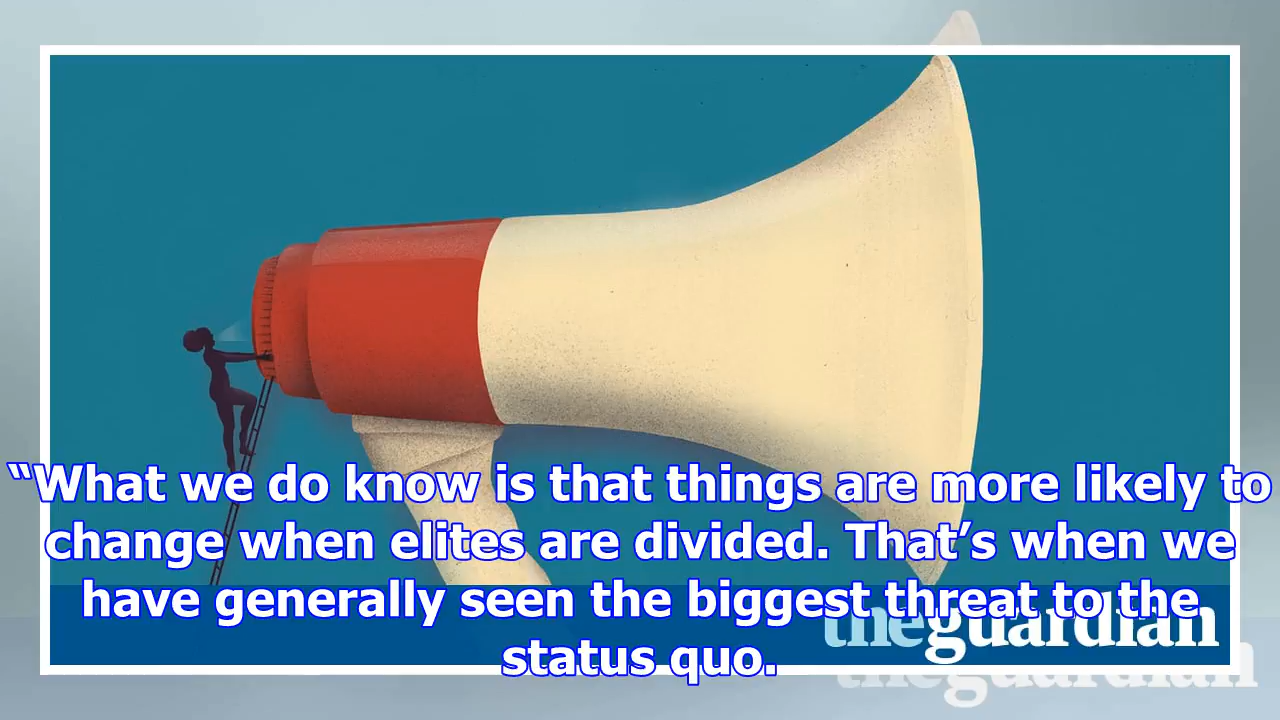 “What we do know is that things are more likely to
change when elites are divided. That’s when we
have generally seen the biggest threat to the
status quo.
theguardian
theguardian